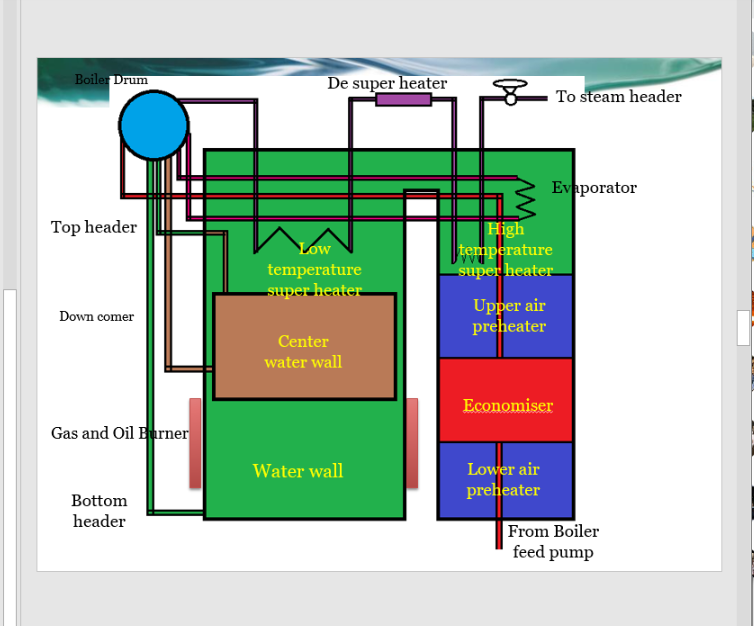 Boiler Drum
De super heater
To steam header
Evaporator
Top header
High
temperature
super heater
Low
temperature
super heater
Upper air
preheater
Down comer
Center
water wall
Economiser
Gas and Oil Burner
Water wall
Lower air
preheater
Bottom
header
From Boiler
feed pump